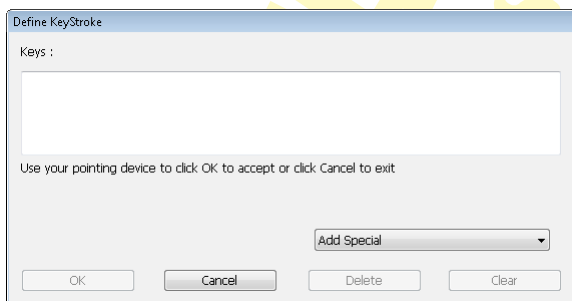 Define KeyStroke
Keys :
Use your pointing device to click OK to accept or click Cancel to exit
Add Special
OK Cancel Delete Clear